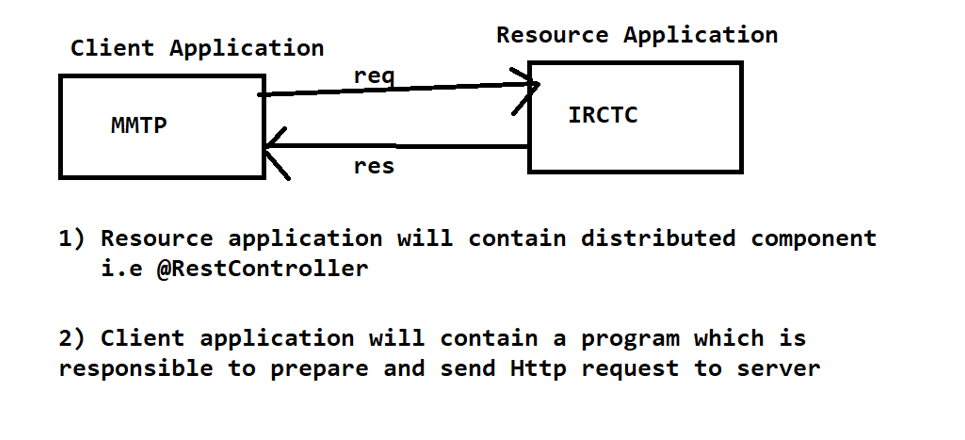 Client Application
Resource Application
req
MMTP
IRCTC
res
1) Resource application will contain distributed component
i.e @RestController
2) Client application will contain a program which is
responsible to prepare and send Http request to server